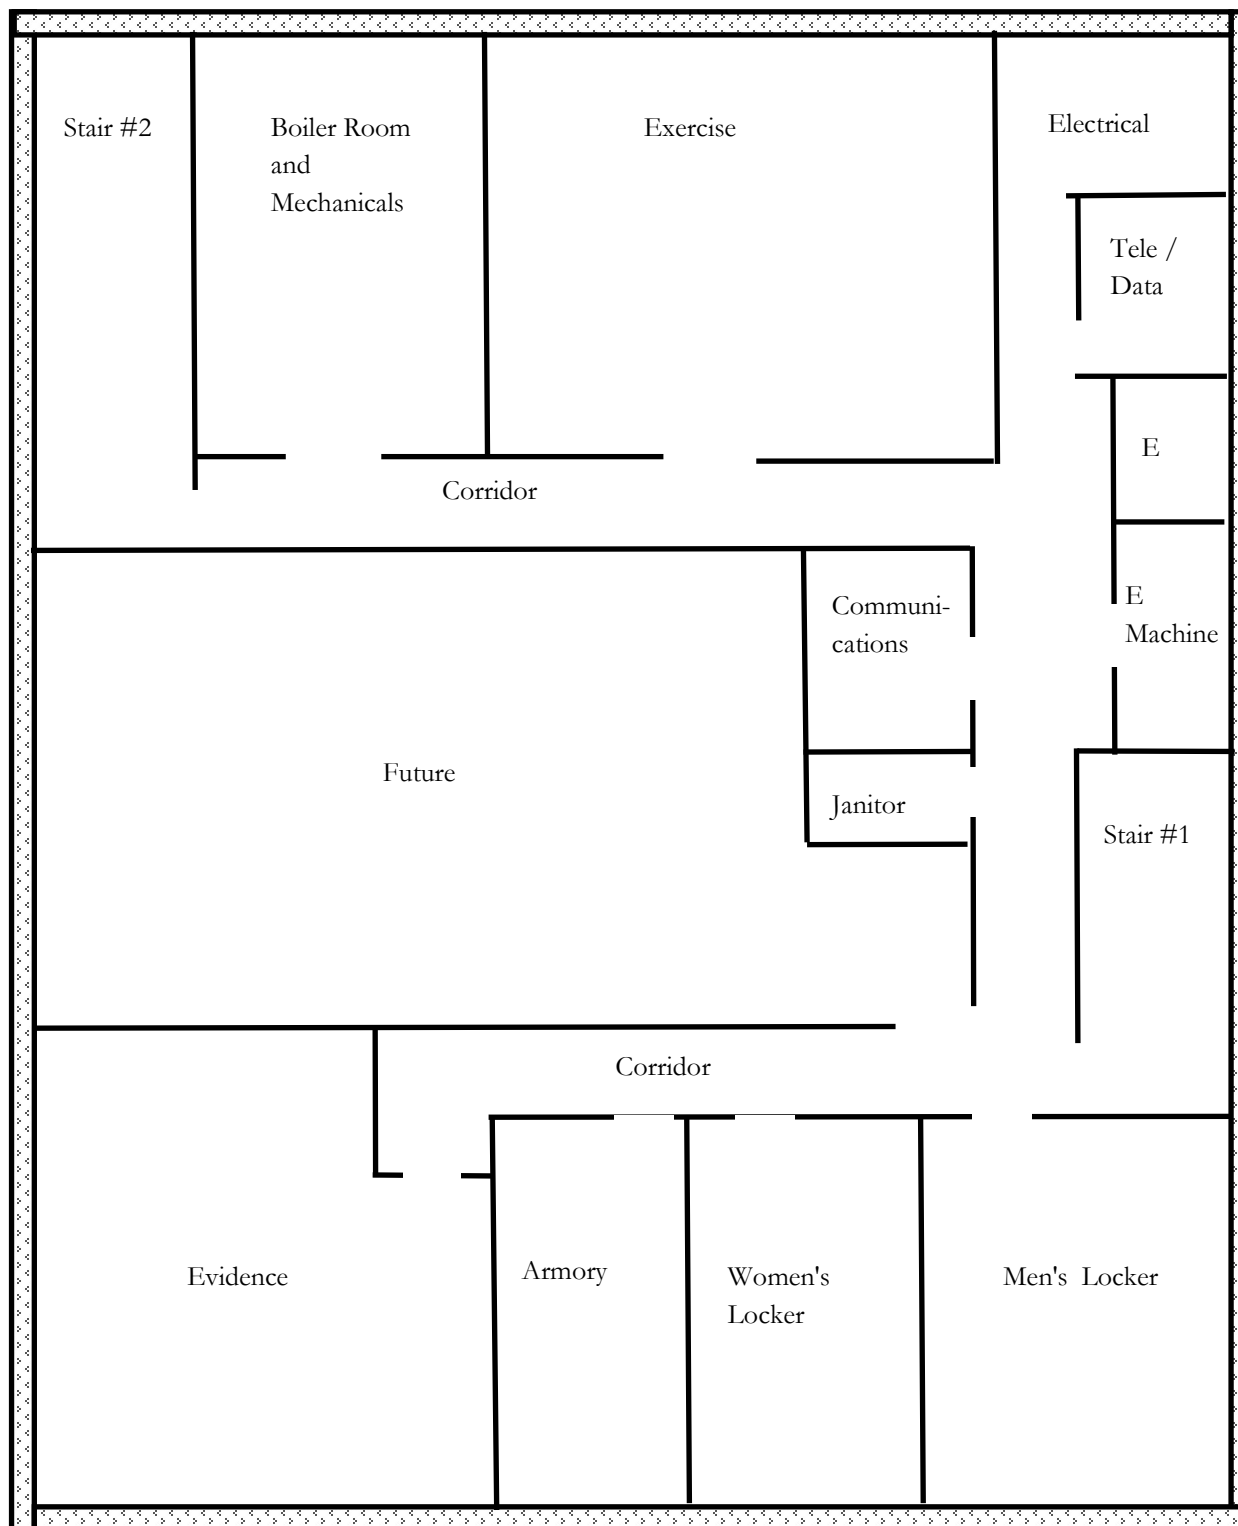 Stair #2
Boiler Room
and
Mechanicals
Exercise
Electrical
Tele /
Data
E
Corridor
E
Machine
Communi-
cations
Future
Janitor
Stair #1
Corridor
Evidence
Armory
Women's
Locker
Men's Locker